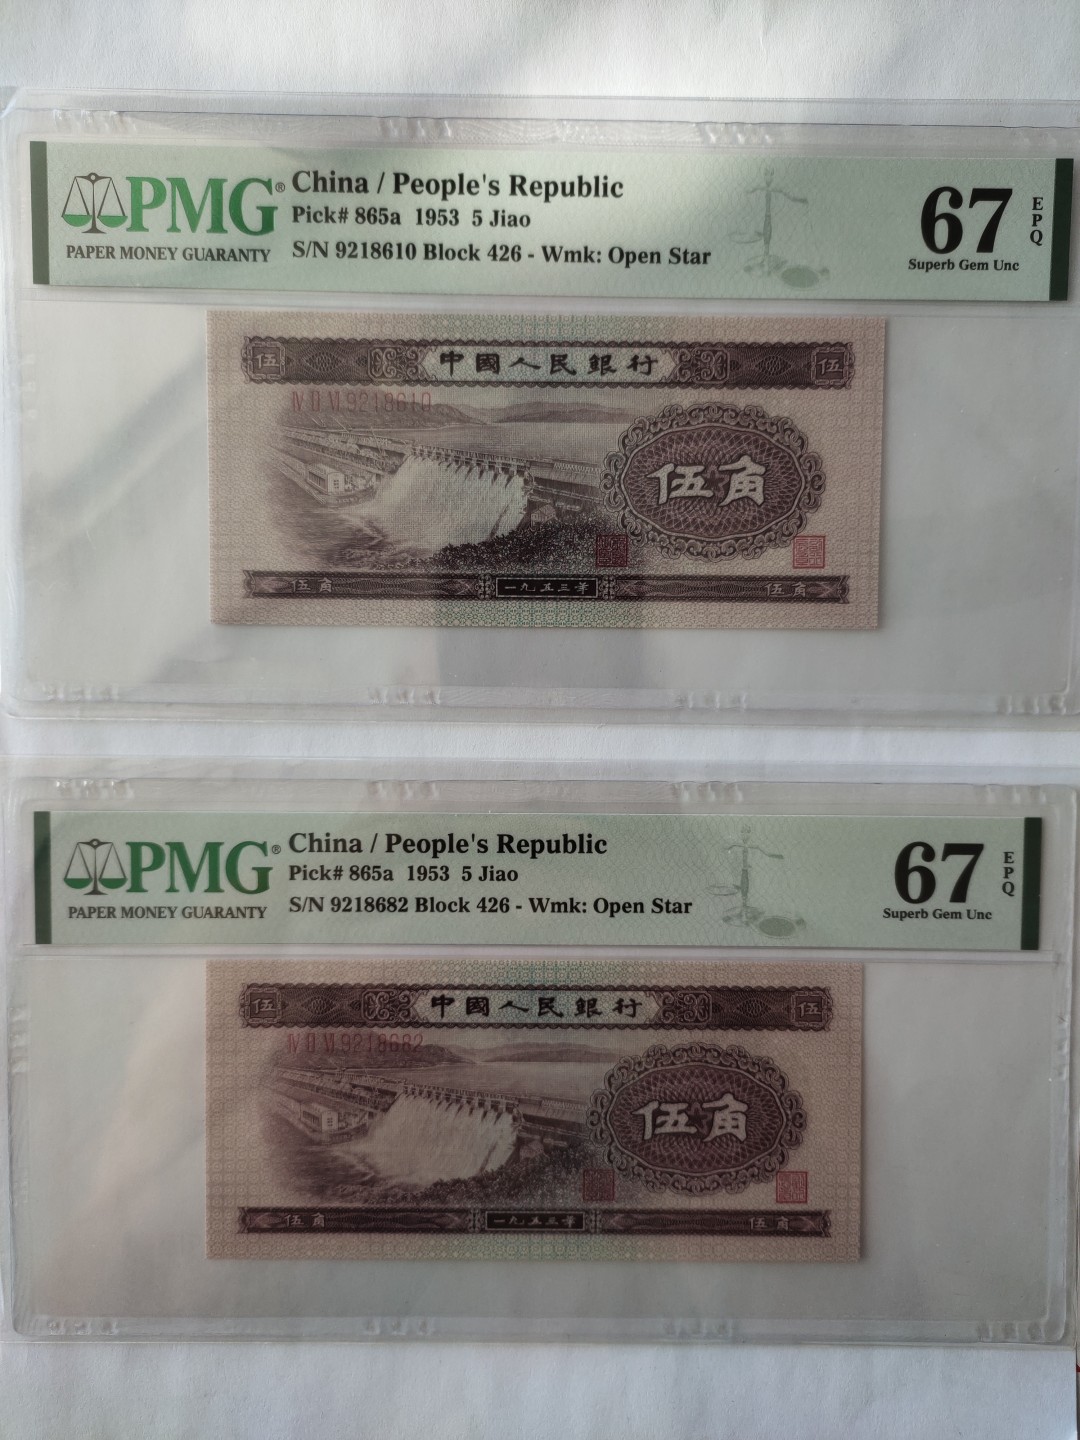 PMG®
PAPER MONEY GUARANTY
China / People's Republic
Pick# 865a 1953 5 Jiao
S/N 9218610 Block 426 - Wmk: Open Star
67
EPQ
Superb Gem Unc
伍 中國人民銀行 伍
IV II VI 9218610
伍角
伍角 一九五三年 伍角
PMG®
PAPER MONEY GUARANTY
China / People's Republic
Pick# 865a 1953 5 Jiao
S/N 9218682 Block 426 - Wmk: Open Star
67
EPQ
Superb Gem Unc
伍 中國人民銀行 伍
IV II VI 9218682
伍角
伍角 一九五三年 伍角